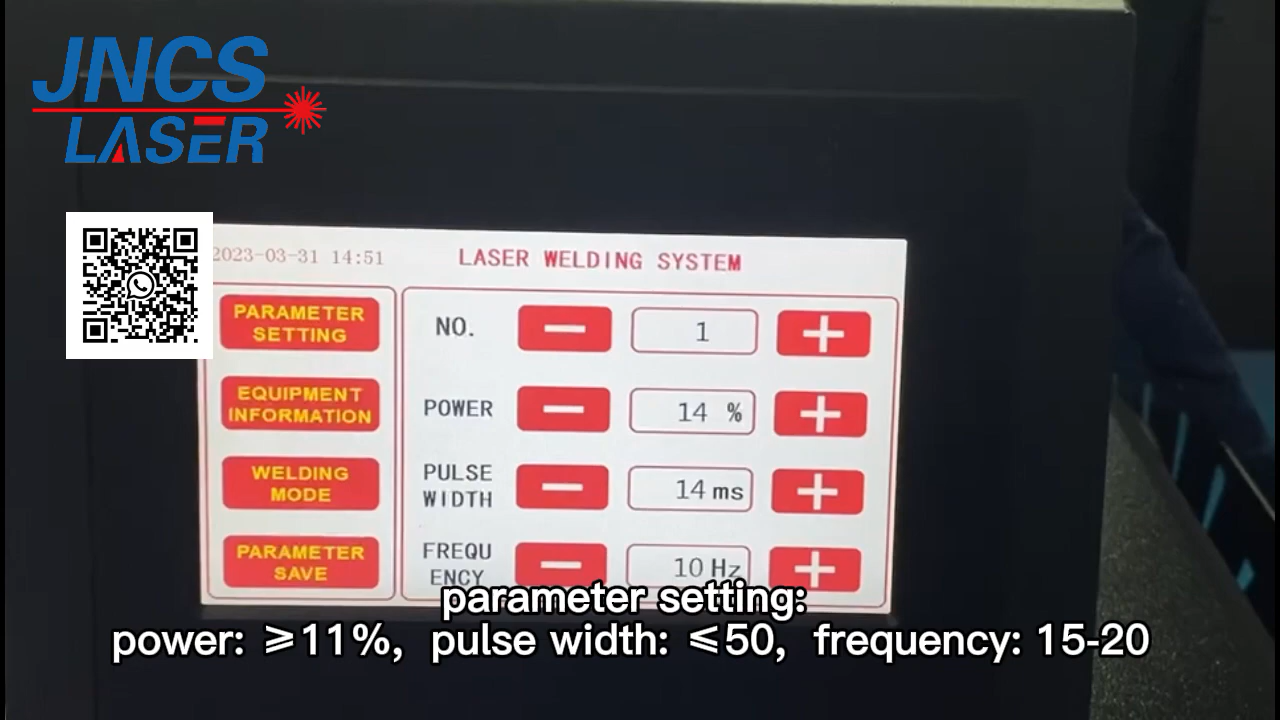 JNCS
LASER
2023-03-31 14:51
LASER WELDING SYSTEM
PARAMETER
SETTING
EQUIPMENT
INFORMATION
WELDING
MODE
PARAMETER
SAVE
NO.
1
POWER
14 %
PULSE
WIDTH
14 ms
FREQU
ENCY
10 Hz
parameter setting:
power: ≥11%, pulse width: ≤50, frequency: 15-20